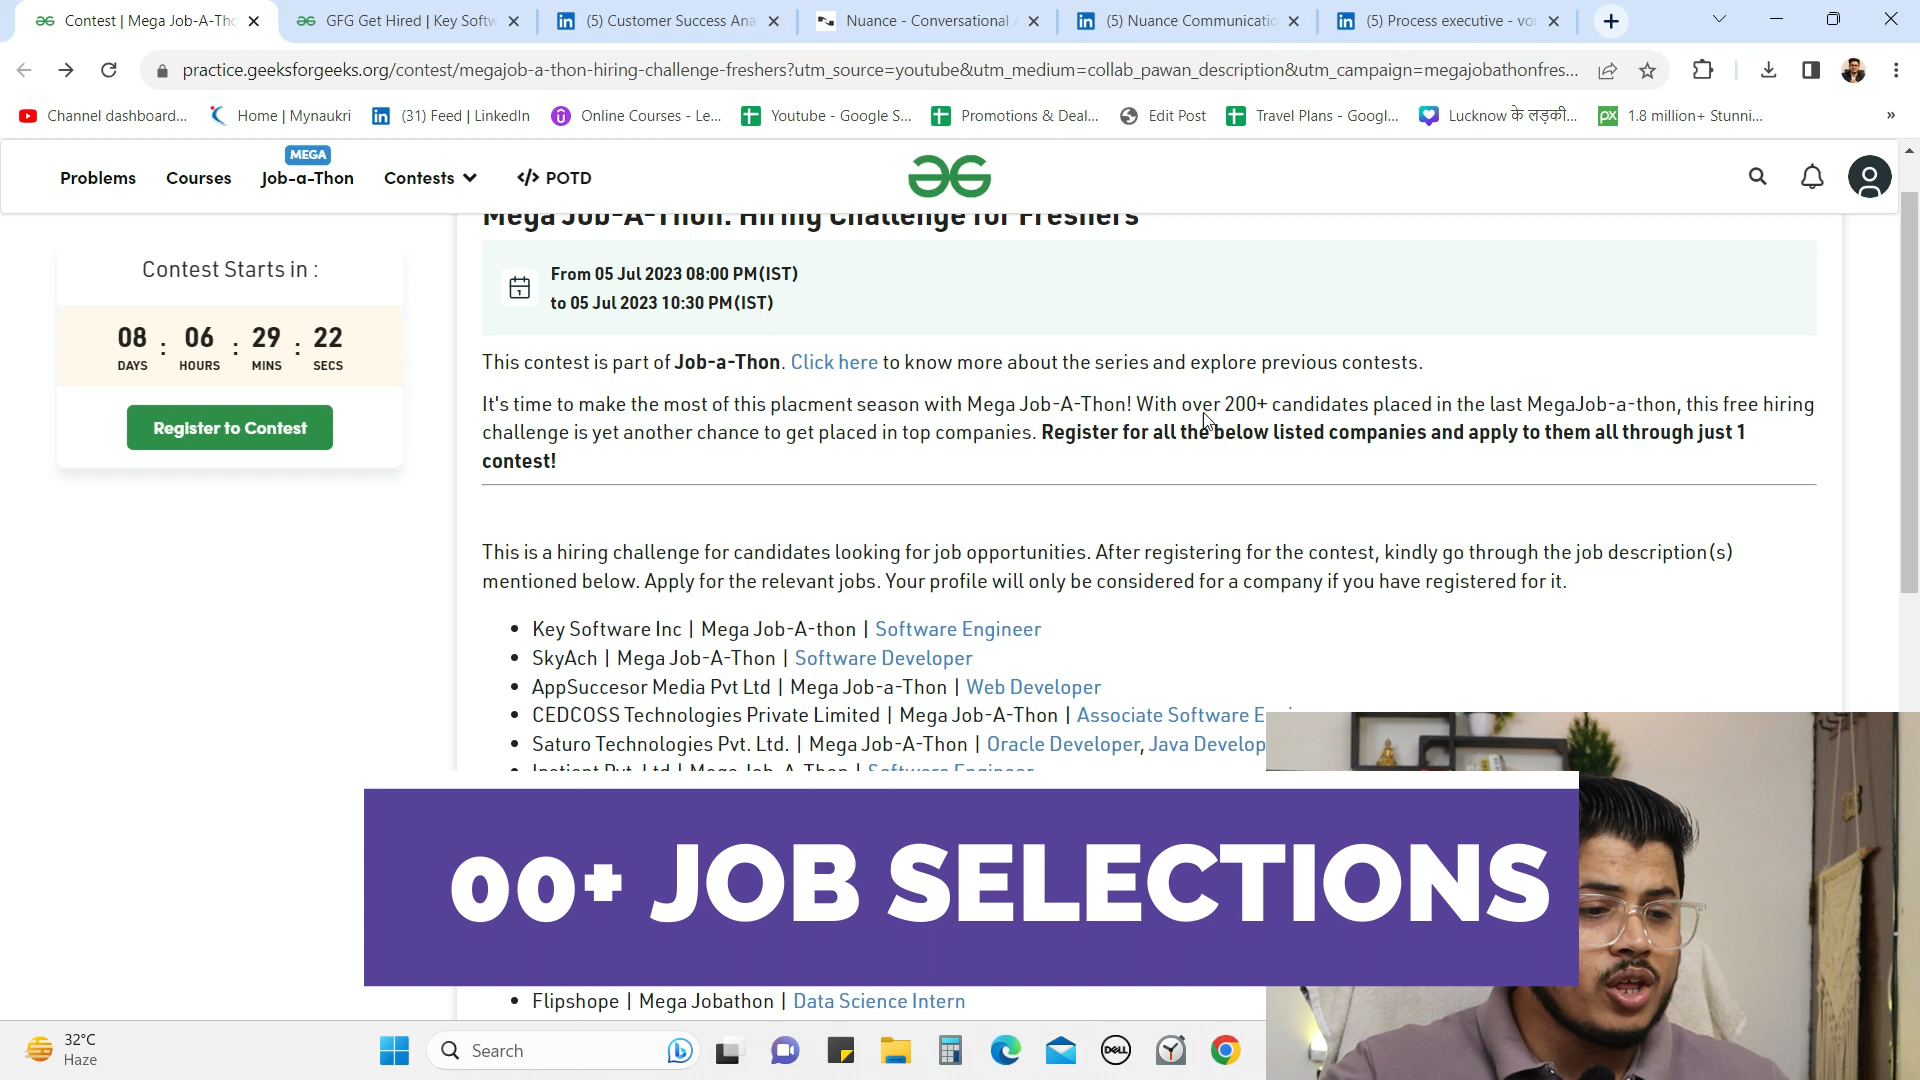 Contest | Mega Job-A-Tho
GFG Get Hired | Key Softw
(5) Customer Success Ana
Nuance - Conversational
(5) Nuance Communicatio
(5) Process executive - voi
practice.geeksforgeeks.org/contest/megajob-a-thon-hiring-challenge-freshers?utm_source=youtube&utm_medium=collab_pawan_description&utm_campaign=megajobathonfres...
Channel dashboard...
Home | Mynaukri
(31) Feed | LinkedIn
Online Courses - Le...
Youtube - Google S...
Promotions & Deal...
Edit Post
Travel Plans - Googl...
Lucknow के लड़की...
1.8 million+ Stunni...
»
MEGA
Problems Courses Job-a-Thon Contests </> POTD
Mega Job-A-Thon: Hiring Challenge for Freshers
Contest Starts in :
08 : 06 : 29 : 22
DAYS HOURS MINS SECS
Register to Contest
From 05 Jul 2023 08:00 PM(IST)
to 05 Jul 2023 10:30 PM(IST)
This contest is part of Job-a-Thon. Click here to know more about the series and explore previous contests.
It's time to make the most of this placment season with Mega Job-A-Thon! With over 200+ candidates placed in the last MegaJob-a-thon, this free hiring
challenge is yet another chance to get placed in top companies. Register for all the below listed companies and apply to them all through just 1
contest!
This is a hiring challenge for candidates looking for job opportunities. After registering for the contest, kindly go through the job description(s)
mentioned below. Apply for the relevant jobs. Your profile will only be considered for a company if you have registered for it.
• Key Software Inc | Mega Job-A-thon | Software Engineer
• SkyAch | Mega Job-A-Thon | Software Developer
• AppSuccesor Media Pvt Ltd | Mega Job-a-Thon | Web Developer
• CEDCOSS Technologies Private Limited | Mega Job-A-Thon | Associate Software E
• Saturo Technologies Pvt. Ltd. | Mega Job-A-Thon | Oracle Developer, Java Develop
00+ JOB SELECTIONS
• Flipshope | Mega Jobathon | Data Science Intern
32°C
Haze
Search
DELL